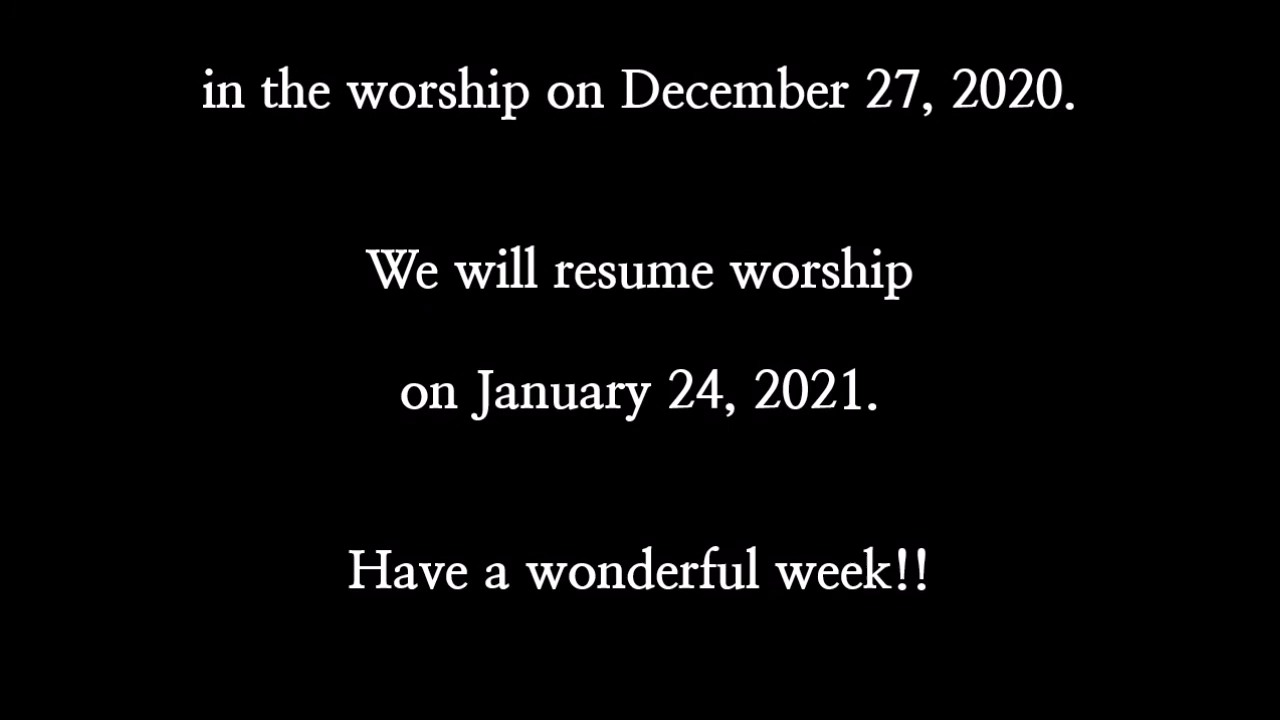 in the worship on December 27, 2020.
We will resume worship
on January 24, 2021.
Have a wonderful week!!